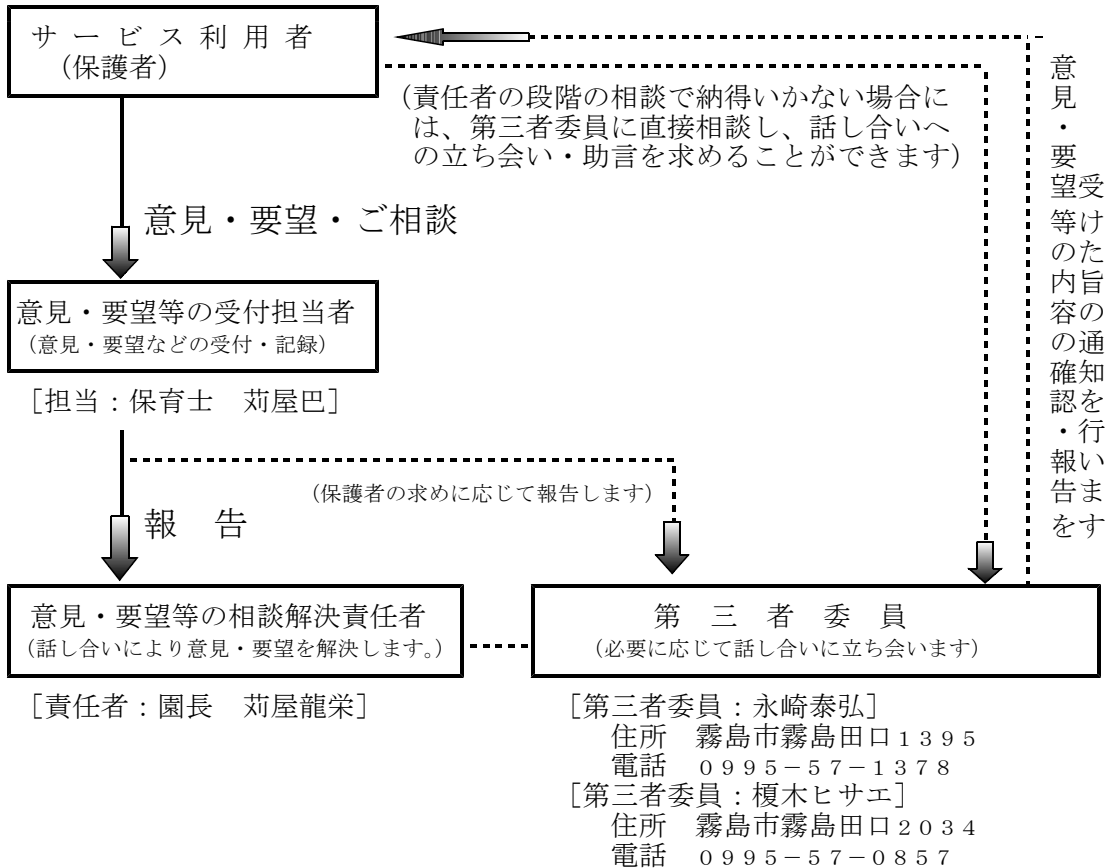 サービス利用者
（保護者）
（責任者の段階の相談で納得いかない場合に
は、第三者委員に直接相談し、話し合いへ
の立ち会い・助言を求めることができます）
意見・要望・ご相談
意見・要望等の受付担当者
（意見・要望などの受付・記録）
［担当：保育士　苅屋巴］
（保護者の求めに応じて報告します）
報　告
意見・要望等の相談解決責任者
（話し合いにより意見・要望を解決します。）
［責任者：園長　苅屋龍栄］
第三者委員
（必要に応じて話し合いに立ち会います）
［第三者委員：永崎泰弘］
住所　霧島市霧島田口１３９５
電話　０９９５－５７－１３７８
［第三者委員：榎木ヒサエ］
住所　霧島市霧島田口２０３４
電話　０９９５－５７－０８５７
受けた旨の通知を行います
意見・要望等の内容の確認・報告を